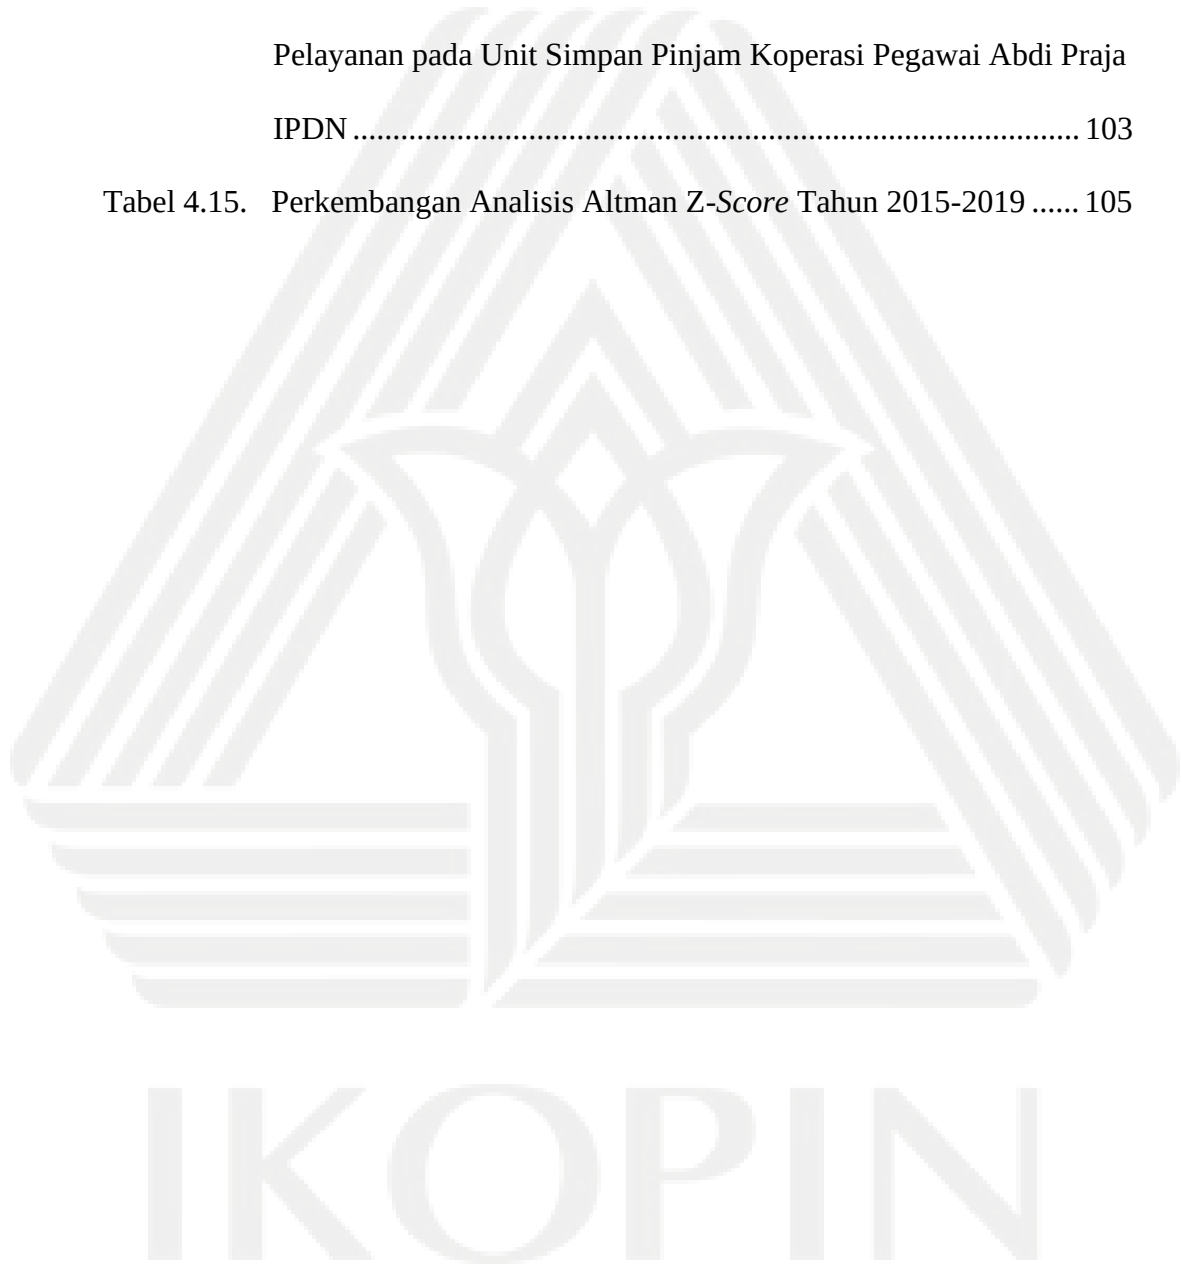 Pelayanan pada Unit Simpan Pinjam Koperasi Pegawai Abdi Praja
IPDN ........................................................................................... 103
Tabel 4.15. Perkembangan Analisis Altman Z-Score Tahun 2015-2019 ...... 105
IKOPIN